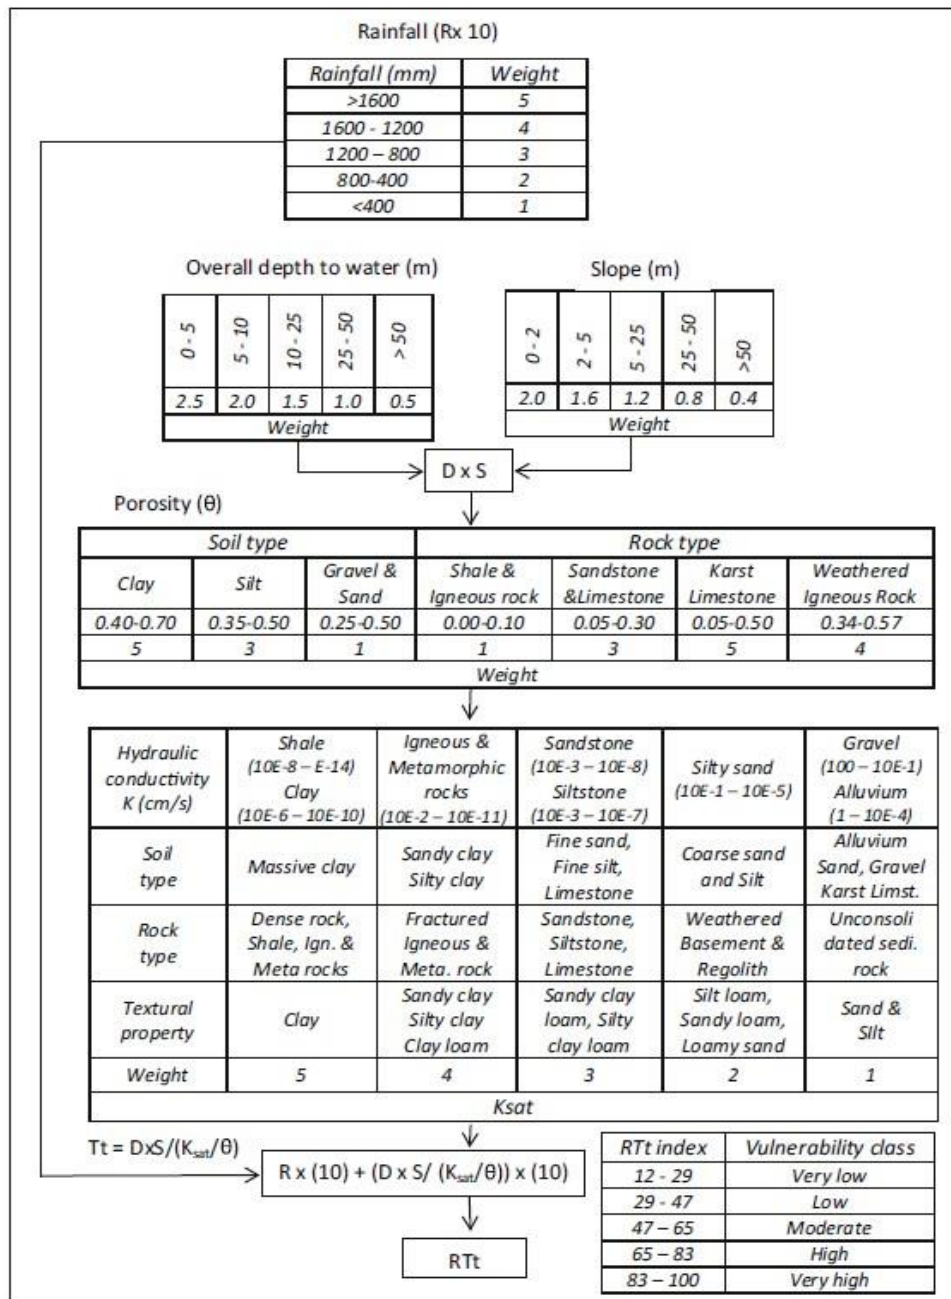 Rainfall (Rx 10)
Rainfall (mm) Weight
>1600 5
1600 - 1200 4
1200 – 800 3
800-400 2
<400 1
Overall depth to water (m)
0 - 5 5 - 10 10 - 25 25 - 50 > 50
2.5 2.0 1.5 1.0 0.5
Weight
Slope (m)
0 - 2 2 - 5 5 - 25 25 - 50 >50
2.0 1.6 1.2 0.8 0.4
Weight
D x S
Porosity (θ)
Soil type Rock type
Clay Silt Gravel & Shale & Sandstone Karst Weathered
Sand Igneous rock &Limestone Limestone Igneous Rock
0.40-0.70 0.35-0.50 0.25-0.50 0.00-0.10 0.05-0.30 0.05-0.50 0.34-0.57
5 3 1 1 3 5 4
Weight
Hydraulic Shale Igneous & Sandstone Silty sand Gravel
conductivity (10E-8 – E-14) Metamorphic (10E-3 – 10E-8) (10E-1 – 10E-5) (100 – 10E-1)
K (cm/s) Clay rocks Siltstone Alluvium
(10E-6 – 10E-10) (10E-2 – 10E-11) (10E-3 – 10E-7) (1 – 10E-4)
Soil Massive clay Sandy clay Fine sand, Coarse sand Alluvium
type Silty clay Fine silt, and Silt Sand, Gravel
Limestone Karst Limst.
Rock Dense rock, Fractured Sandstone, Weathered Unconsoli
type Shale, Ign. & Igneous & Siltstone, Basement & dated sedi.
Meta rocks Meta. rock Limestone Regolith rock
Textural Clay Sandy clay Sandy clay Silt loam, Sand &
property Silty clay loam, Silty Sandy loam, SIlt
Clay loam clay loam Loamy sand
Weight 5 4 3 2 1
Ksat
Tt = DxS/(Ksat/θ)
R x (10) + (D x S/ (Ksat/θ)) x (10)
RTt
RTt index Vulnerability class
12 - 29 Very low
29 - 47 Low
47 – 65 Moderate
65 – 83 High
83 – 100 Very high